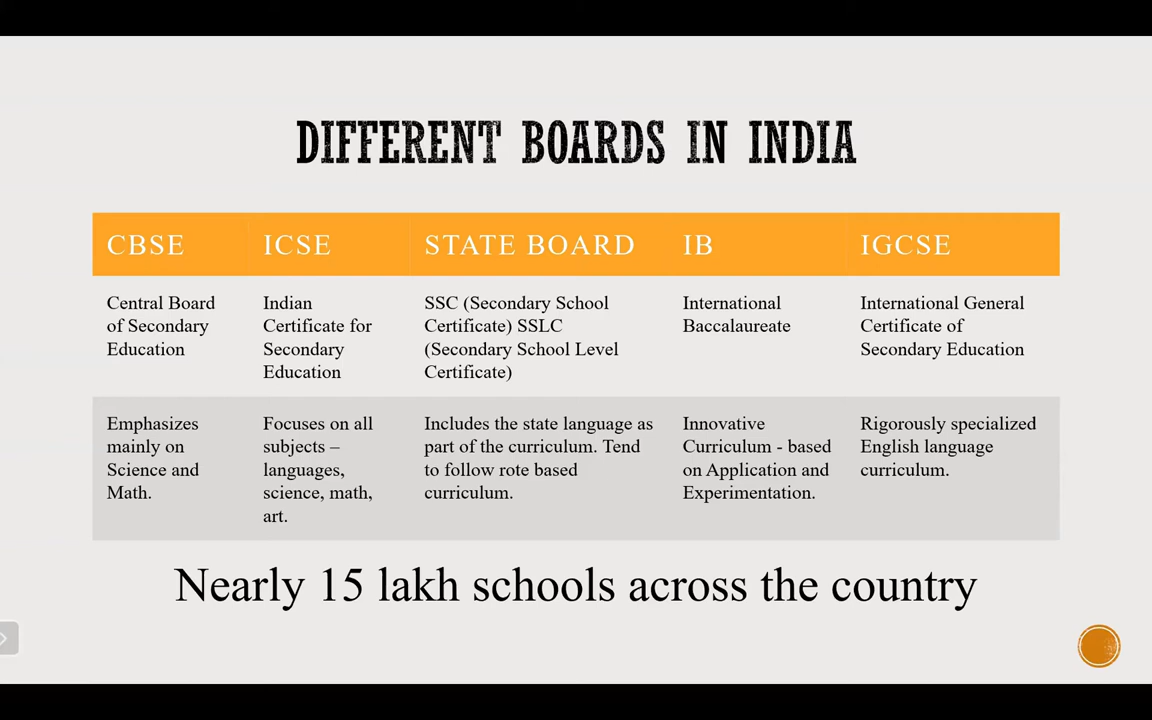 DIFFERENT BOARDS IN INDIA
CBSE
ICSE
STATE BOARD
IB
IGCSE
Central Board
of Secondary
Education
Indian
Certificate for
Secondary
Education
SSC (Secondary School
Certificate) SSLC
(Secondary School Level
Certificate)
International
Baccalaureate
International General
Certificate of
Secondary Education
Emphasizes
mainly on
Science and
Math.
Focuses on all
subjects –
languages,
science, math,
art.
Includes the state language as
part of the curriculum. Tend
to follow rote based
curriculum.
Innovative
Curriculum - based
on Application and
Experimentation.
Rigorously specialized
English language
curriculum.
Nearly 15 lakh schools across the country